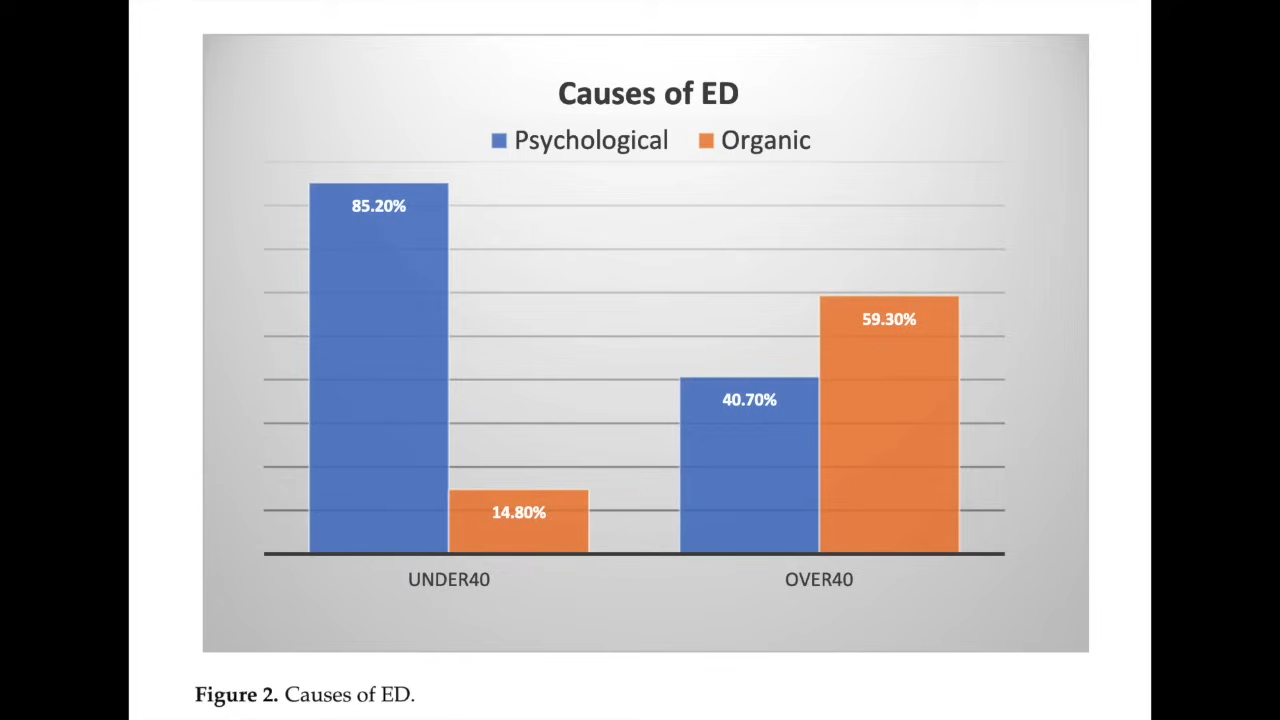 Causes of ED
Psychological Organic
85.20%
14.80%
40.70%
59.30%
UNDER40 OVER40
Figure 2. Causes of ED.